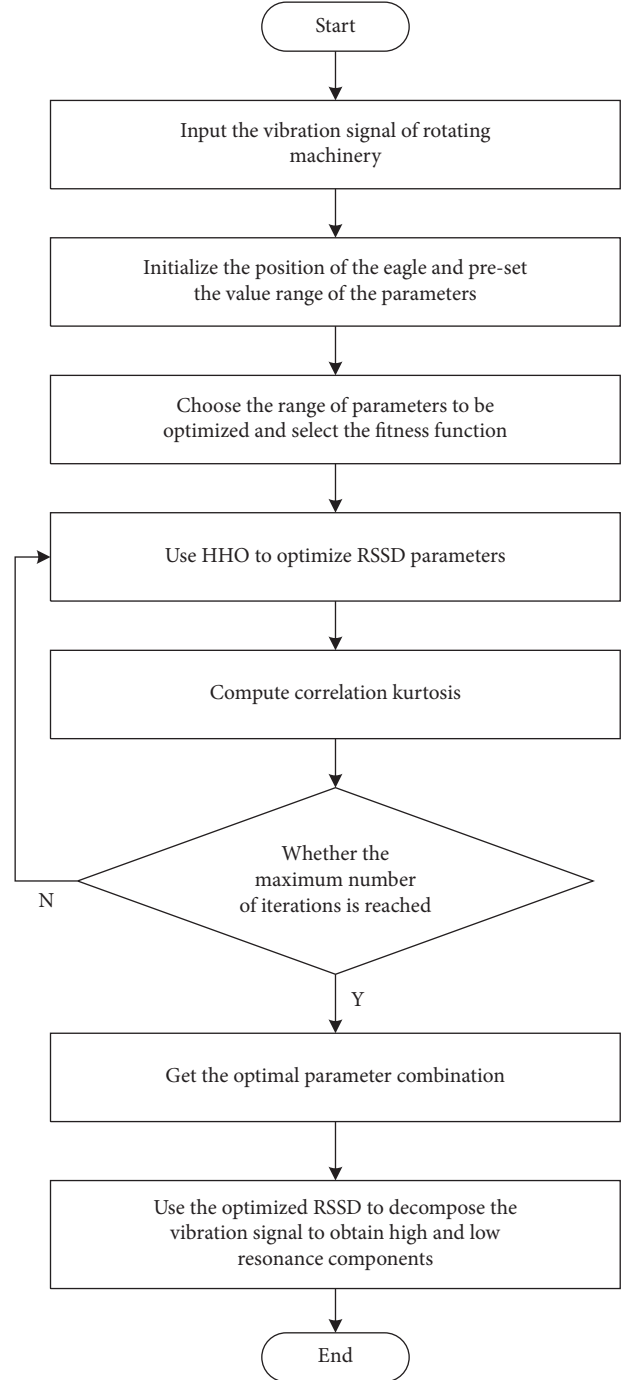 Start
Input the vibration signal of rotating
machinery
Initialize the position of the eagle and pre-set
the value range of the parameters
Choose the range of parameters to be
optimized and select the fitness function
Use HHO to optimize RSSD parameters
Compute correlation kurtosis
Whether the
maximum number
of iterations is reached
N
Y
Get the optimal parameter combination
Use the optimized RSSD to decompose the
vibration signal to obtain high and low
resonance components
End